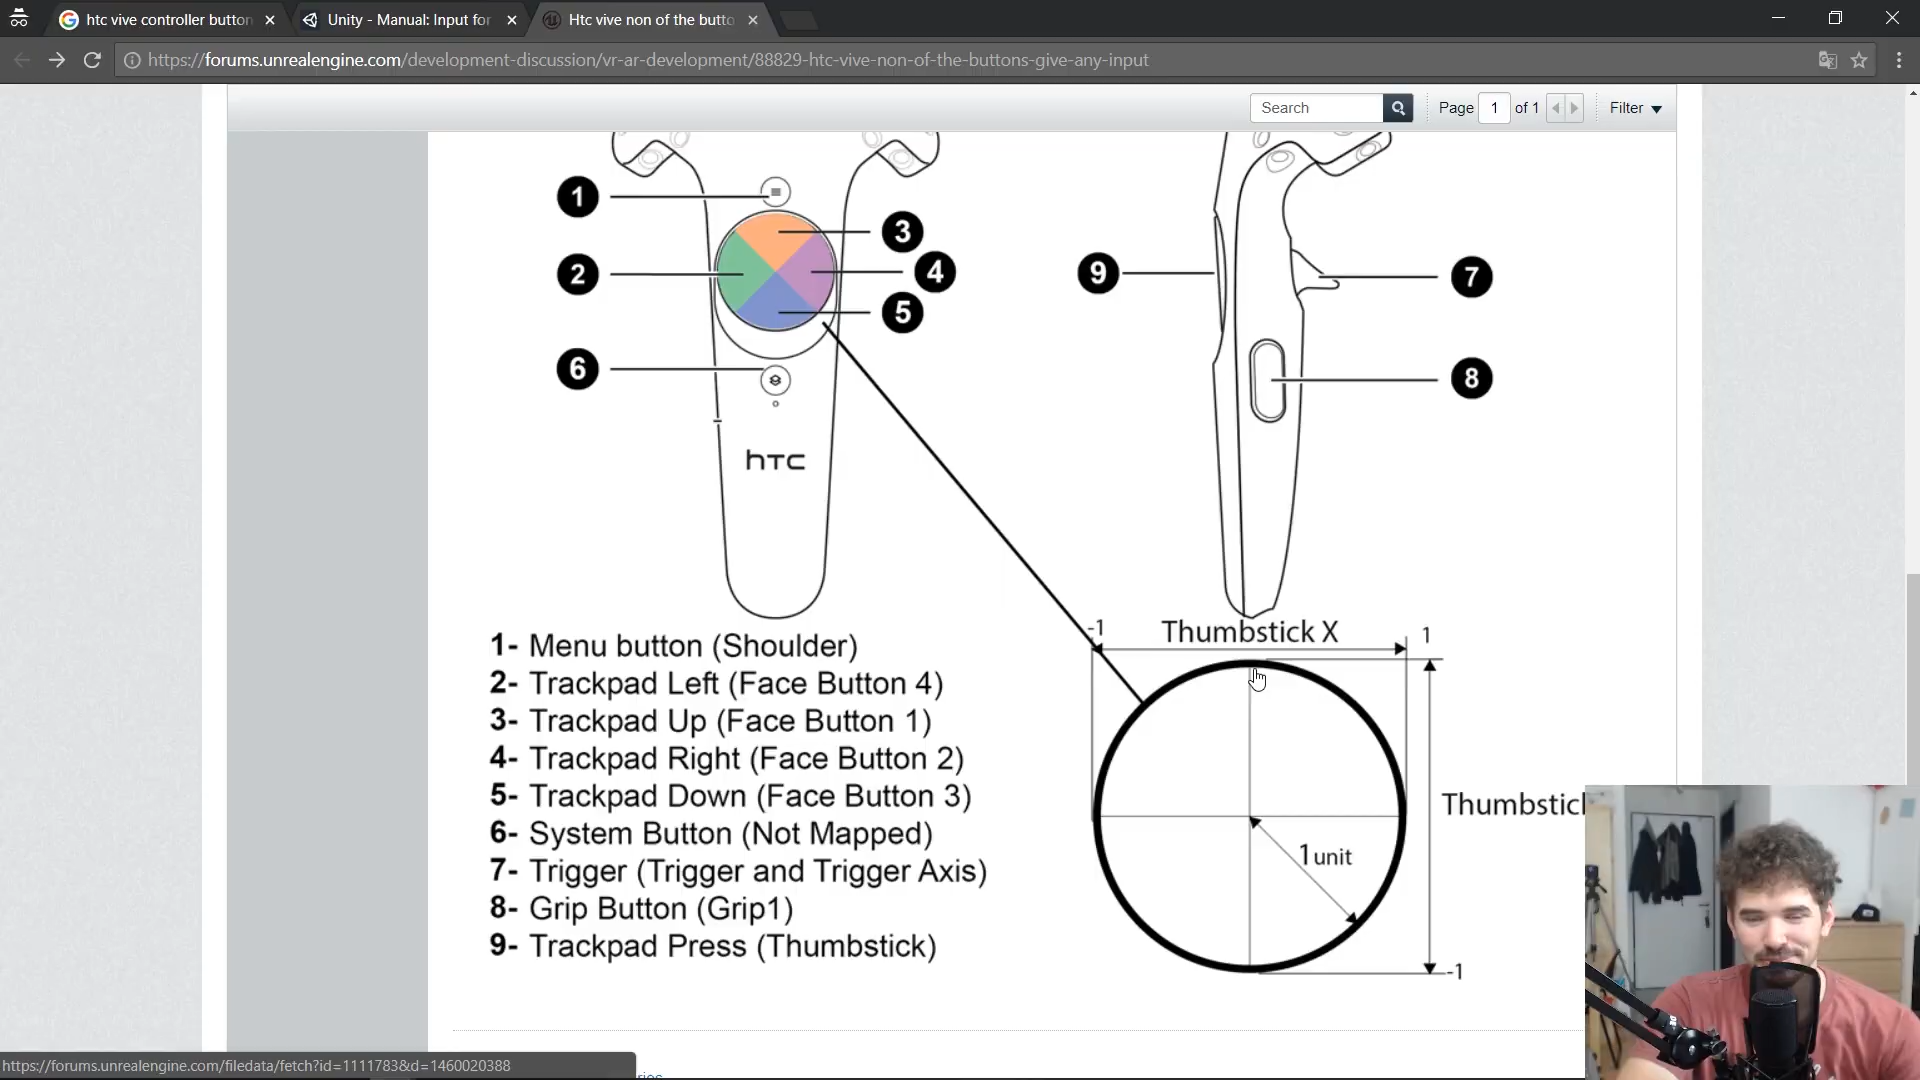 htc vive controller button
Unity - Manual: Input for
Htc vive non of the butto
https://forums.unrealengine.com/development-discussion/vr-ar-development/88829-htc-vive-non-of-the-buttons-give-any-input
Search
Page 1 of 1
Filter
1
2
3
4
5
6
7
8
9
hTC
1- Menu button (Shoulder)
2- Trackpad Left (Face Button 4)
3- Trackpad Up (Face Button 1)
4- Trackpad Right (Face Button 2)
5- Trackpad Down (Face Button 3)
6- System Button (Not Mapped)
7- Trigger (Trigger and Trigger Axis)
8- Grip Button (Grip1)
9- Trackpad Press (Thumbstick)
-1
Thumbstick X
1
Thumbstick
1 unit
-1
https://forums.unrealengine.com/filedata/fetch?id=1111783&d=1460020388